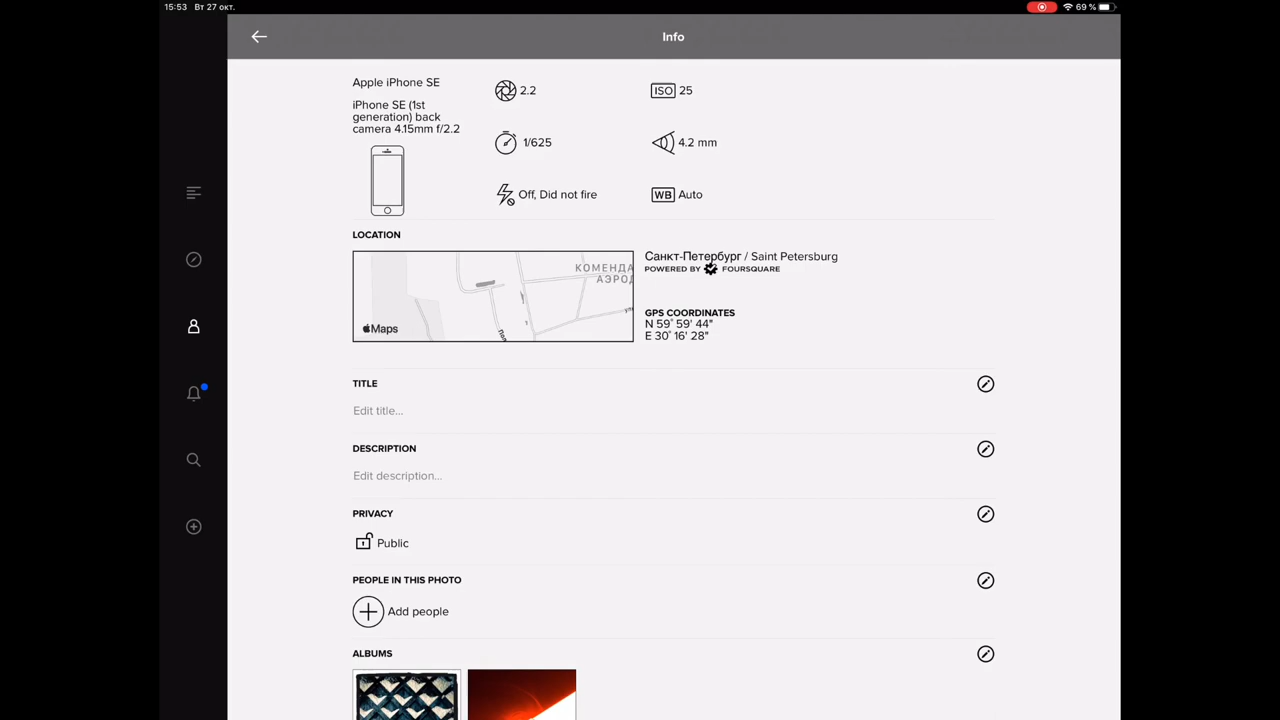 15:53 Вт 27 окт.
69 %
Info
Apple iPhone SE
iPhone SE (1st
generation) back
camera 4.15mm f/2.2
2.2
ISO 25
1/625
4.2 mm
Off, Did not fire
WB Auto
LOCATION
КОМЕНДА
АЭРОД
Maps
Санкт-Петербург / Saint Petersburg
POWERED BY FOURSQUARE
GPS COORDINATES
N 59° 59' 44"
E 30° 16' 28"
TITLE
Edit title...
DESCRIPTION
Edit description...
PRIVACY
Public
PEOPLE IN THIS PHOTO
Add people
ALBUMS